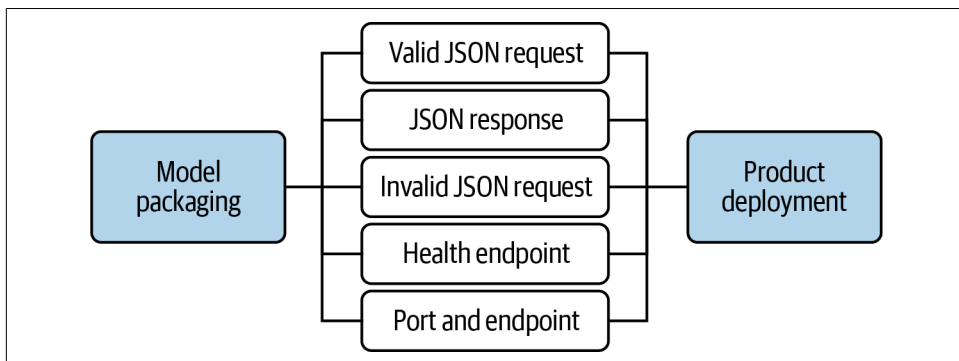 Valid JSON request
JSON response
Model
packaging
Invalid JSON request
Product
deployment
Health endpoint
Port and endpoint